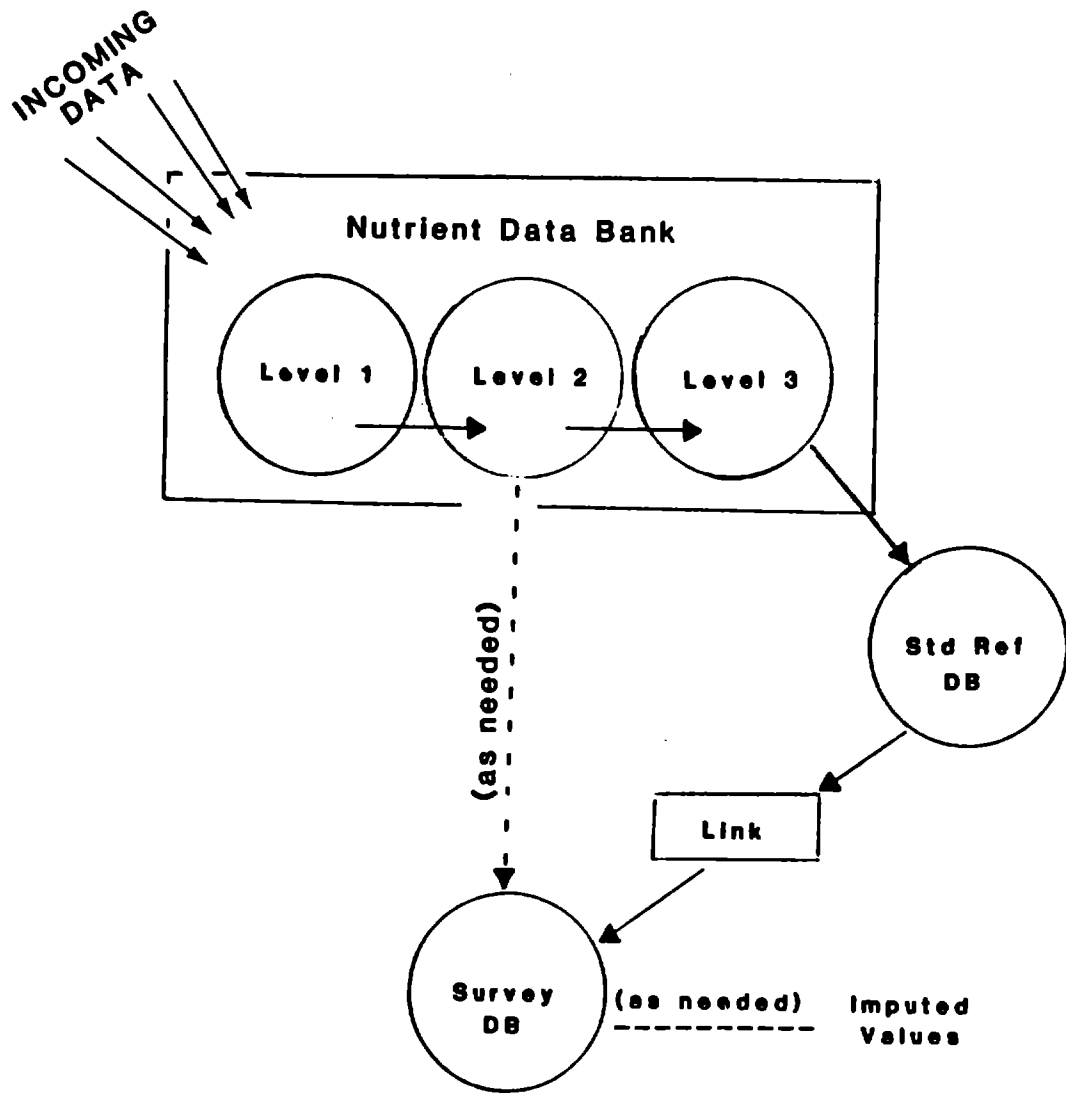 INCOMING
DATA
Nutrient Data Bank
Level 1
Level 2
Level 3
(as needed)
Std Ref
DB
Link
Survey
DB
(as needed)
Imputed
Values